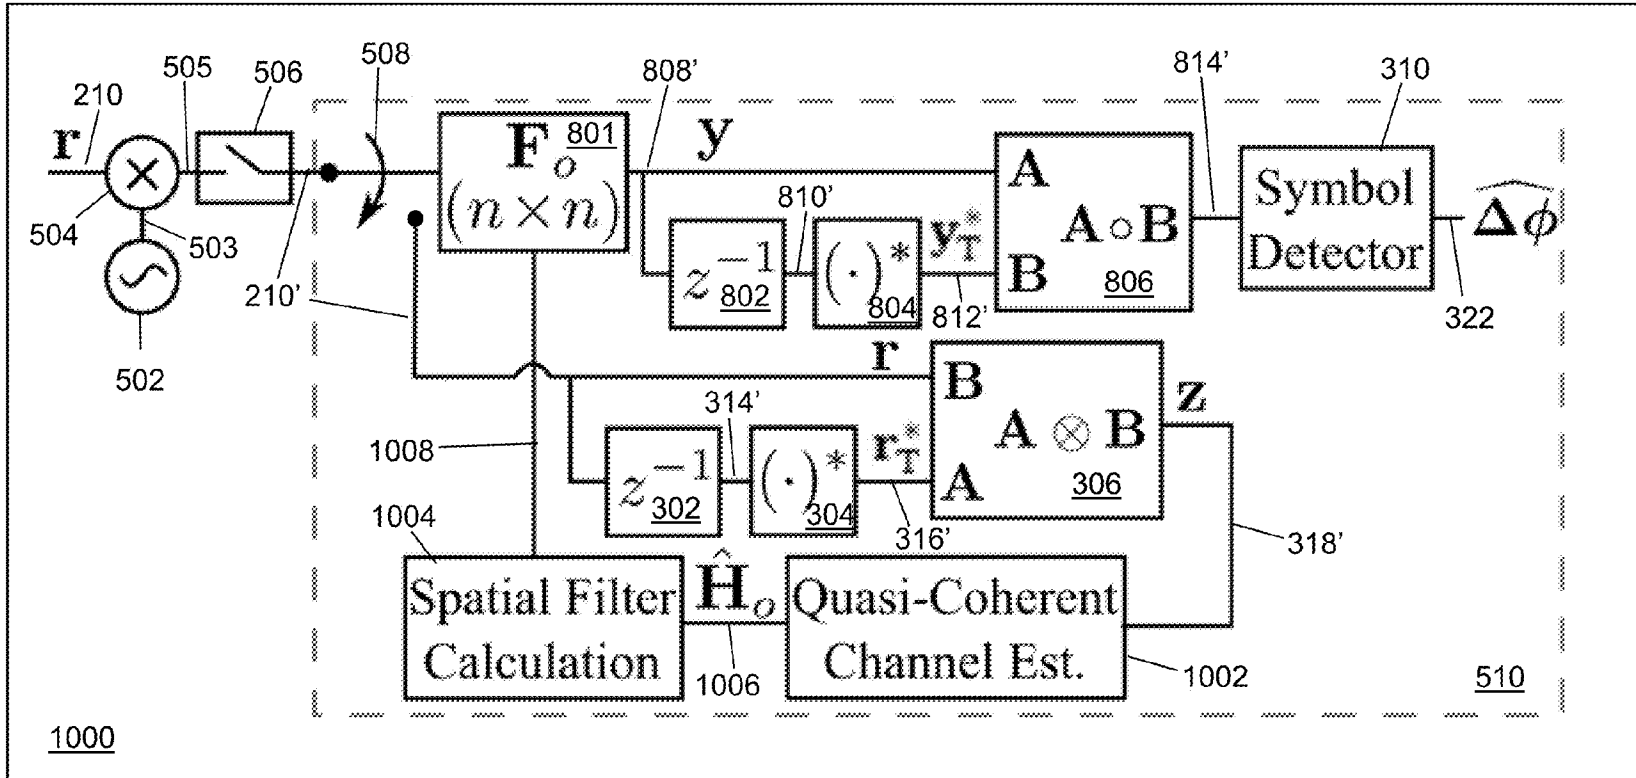 210
r
505
506
508
504
503
502
210’
F_o 801
(n × n)
808’
y
z^{-1}
802
810’
(·)*
804
y_T^*
812’
A
B
A ∘ B
806
814’
310
Symbol
Detector
\widehat{Δϕ}
322
r
1008
z^{-1}
302
314’
(·)*
304
r_T^*
316’
B
A
A ⊗ B
306
z
318’
1004
Spatial Filter
Calculation
Ĥ_o
1006
Quasi-Coherent
Channel Est.
1002
510
1000